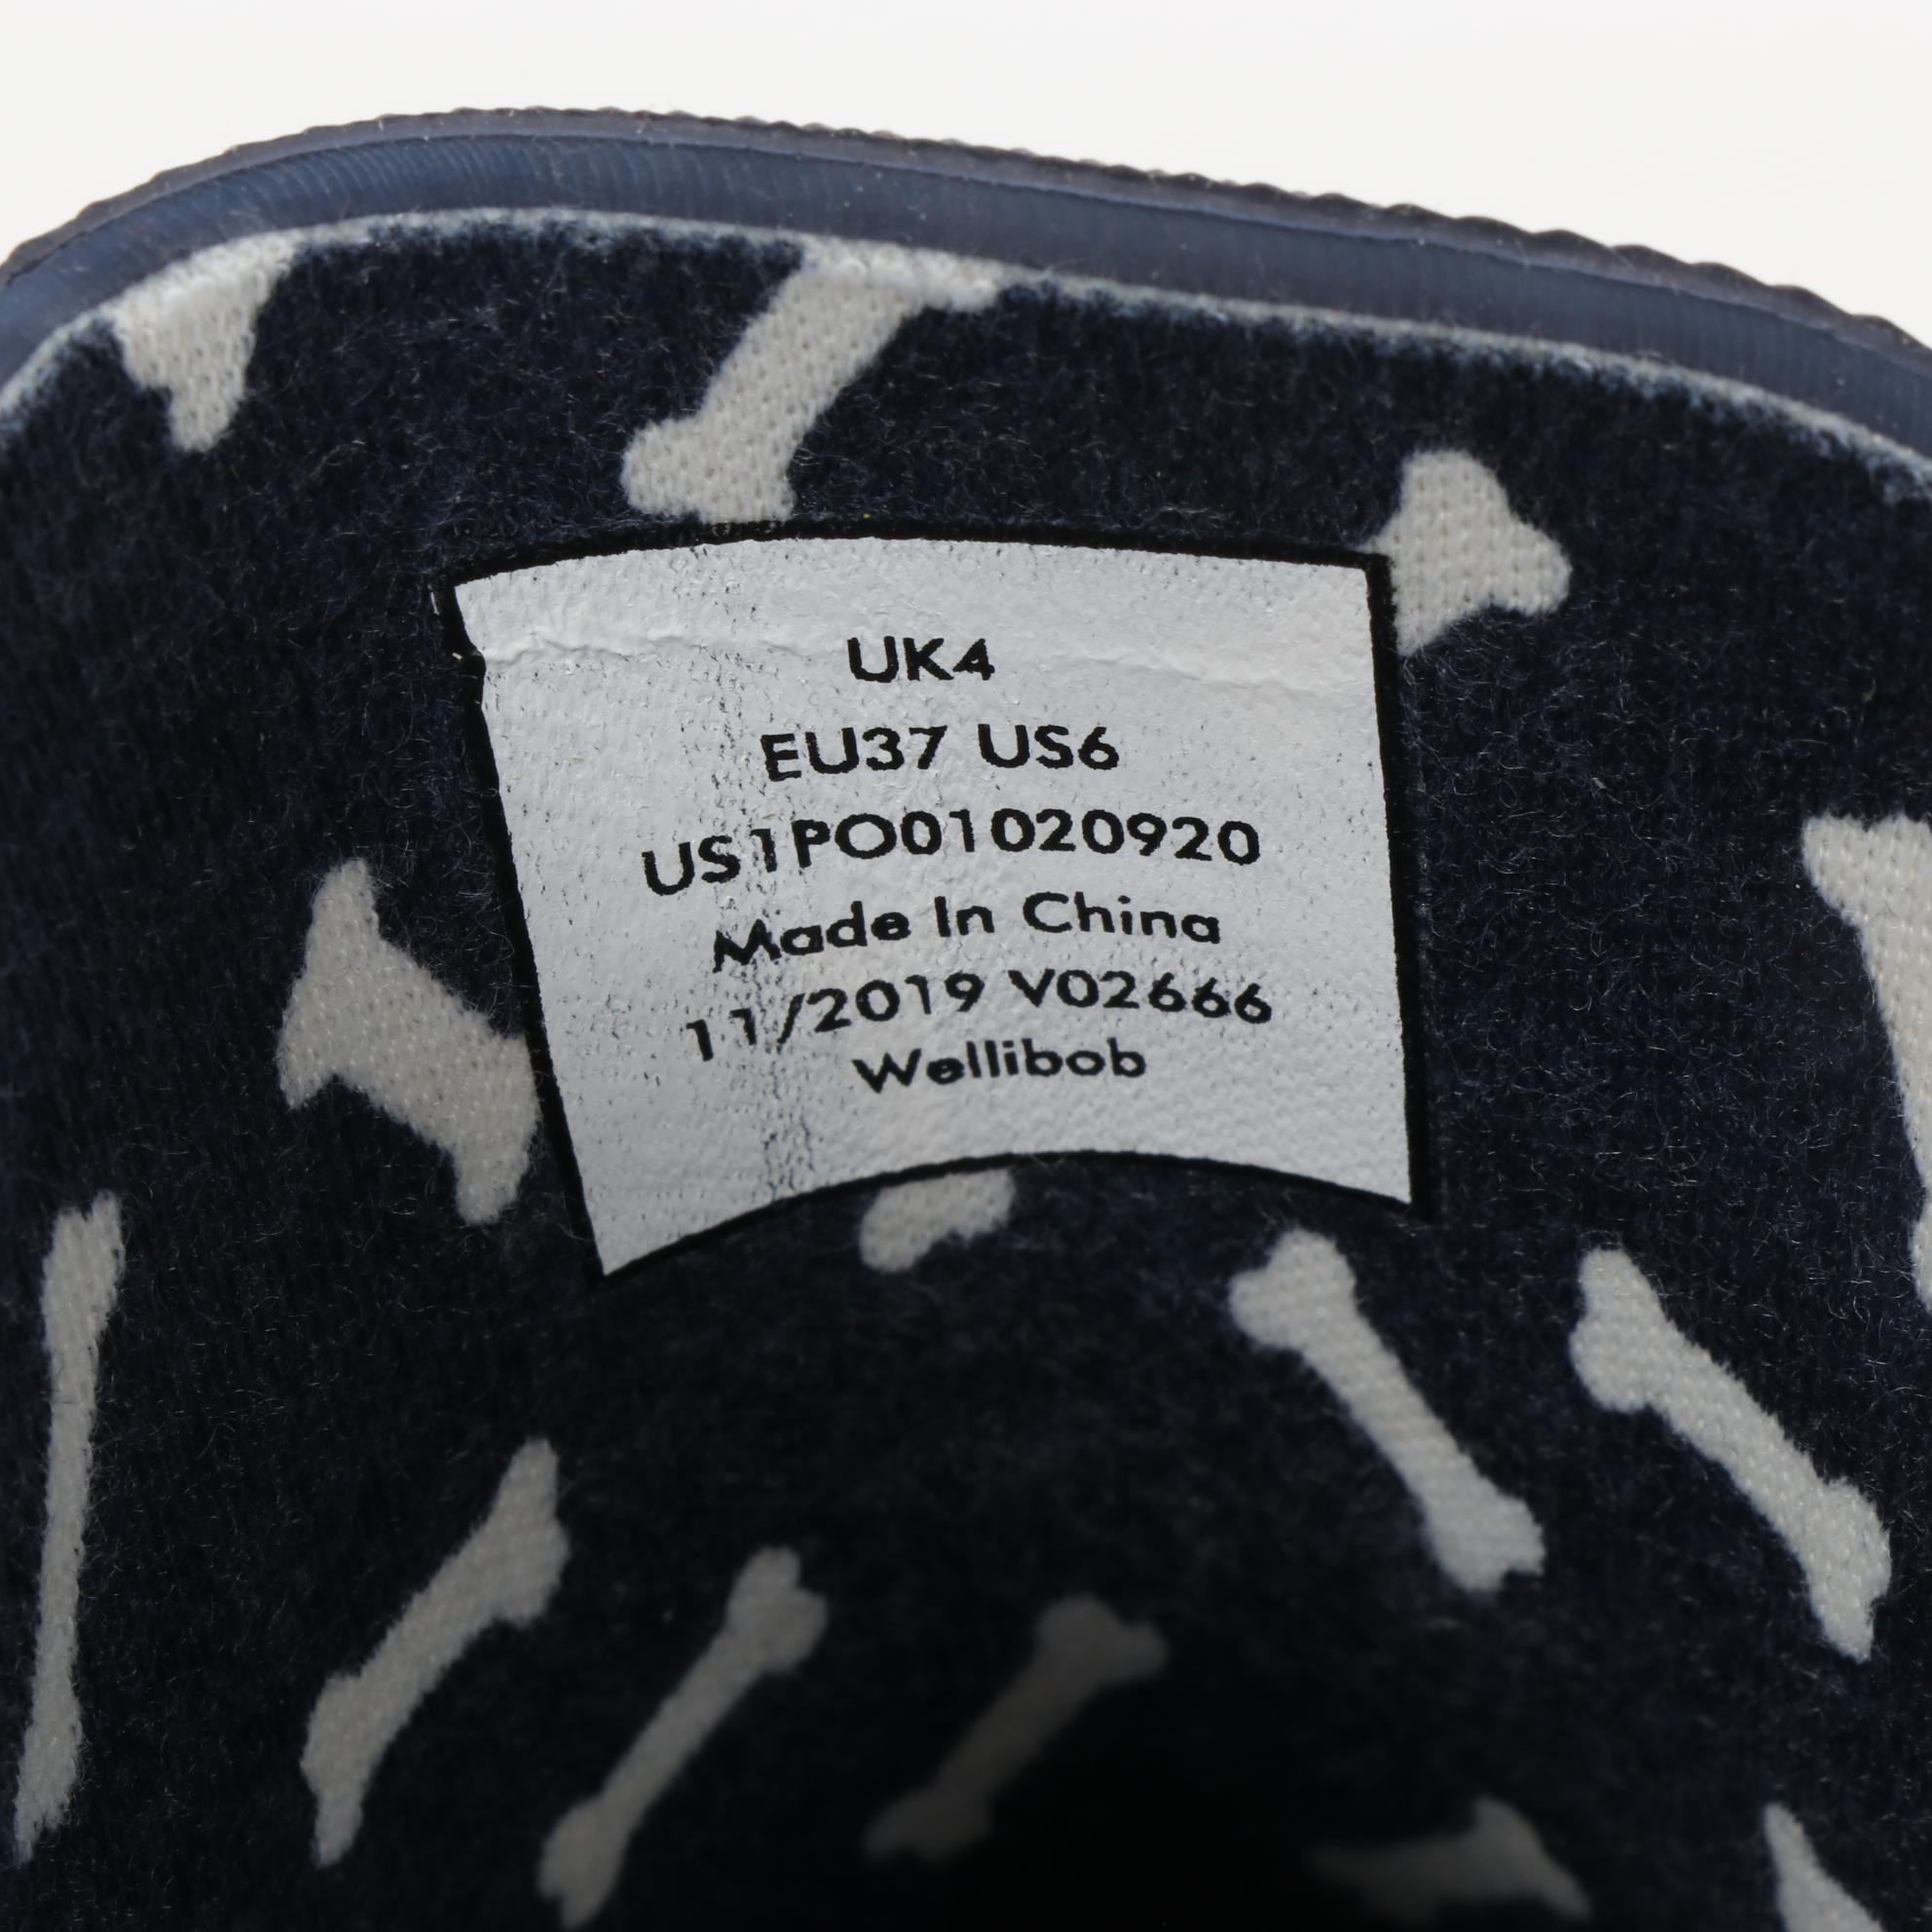 UK4
EU37 US6
US1PO01020920
Made In China
11/2019 V02666
Wellibob